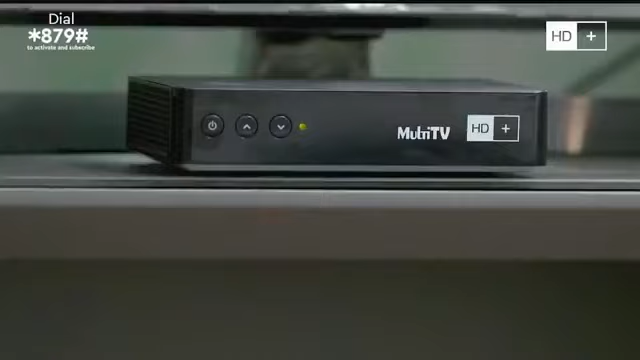 Dial
*879#
to activate and subscribe
HD +
MultiTV HD +